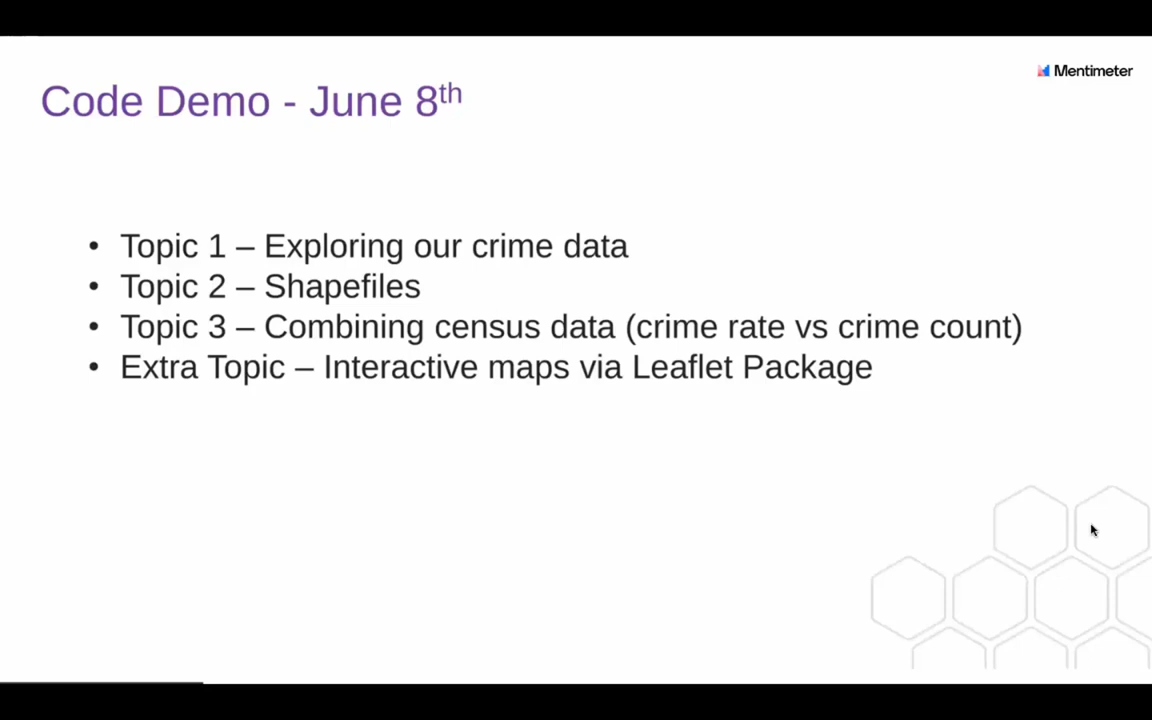 Mentimeter
Code Demo - June 8th
• Topic 1 – Exploring our crime data
• Topic 2 – Shapefiles
• Topic 3 – Combining census data (crime rate vs crime count)
• Extra Topic – Interactive maps via Leaflet Package